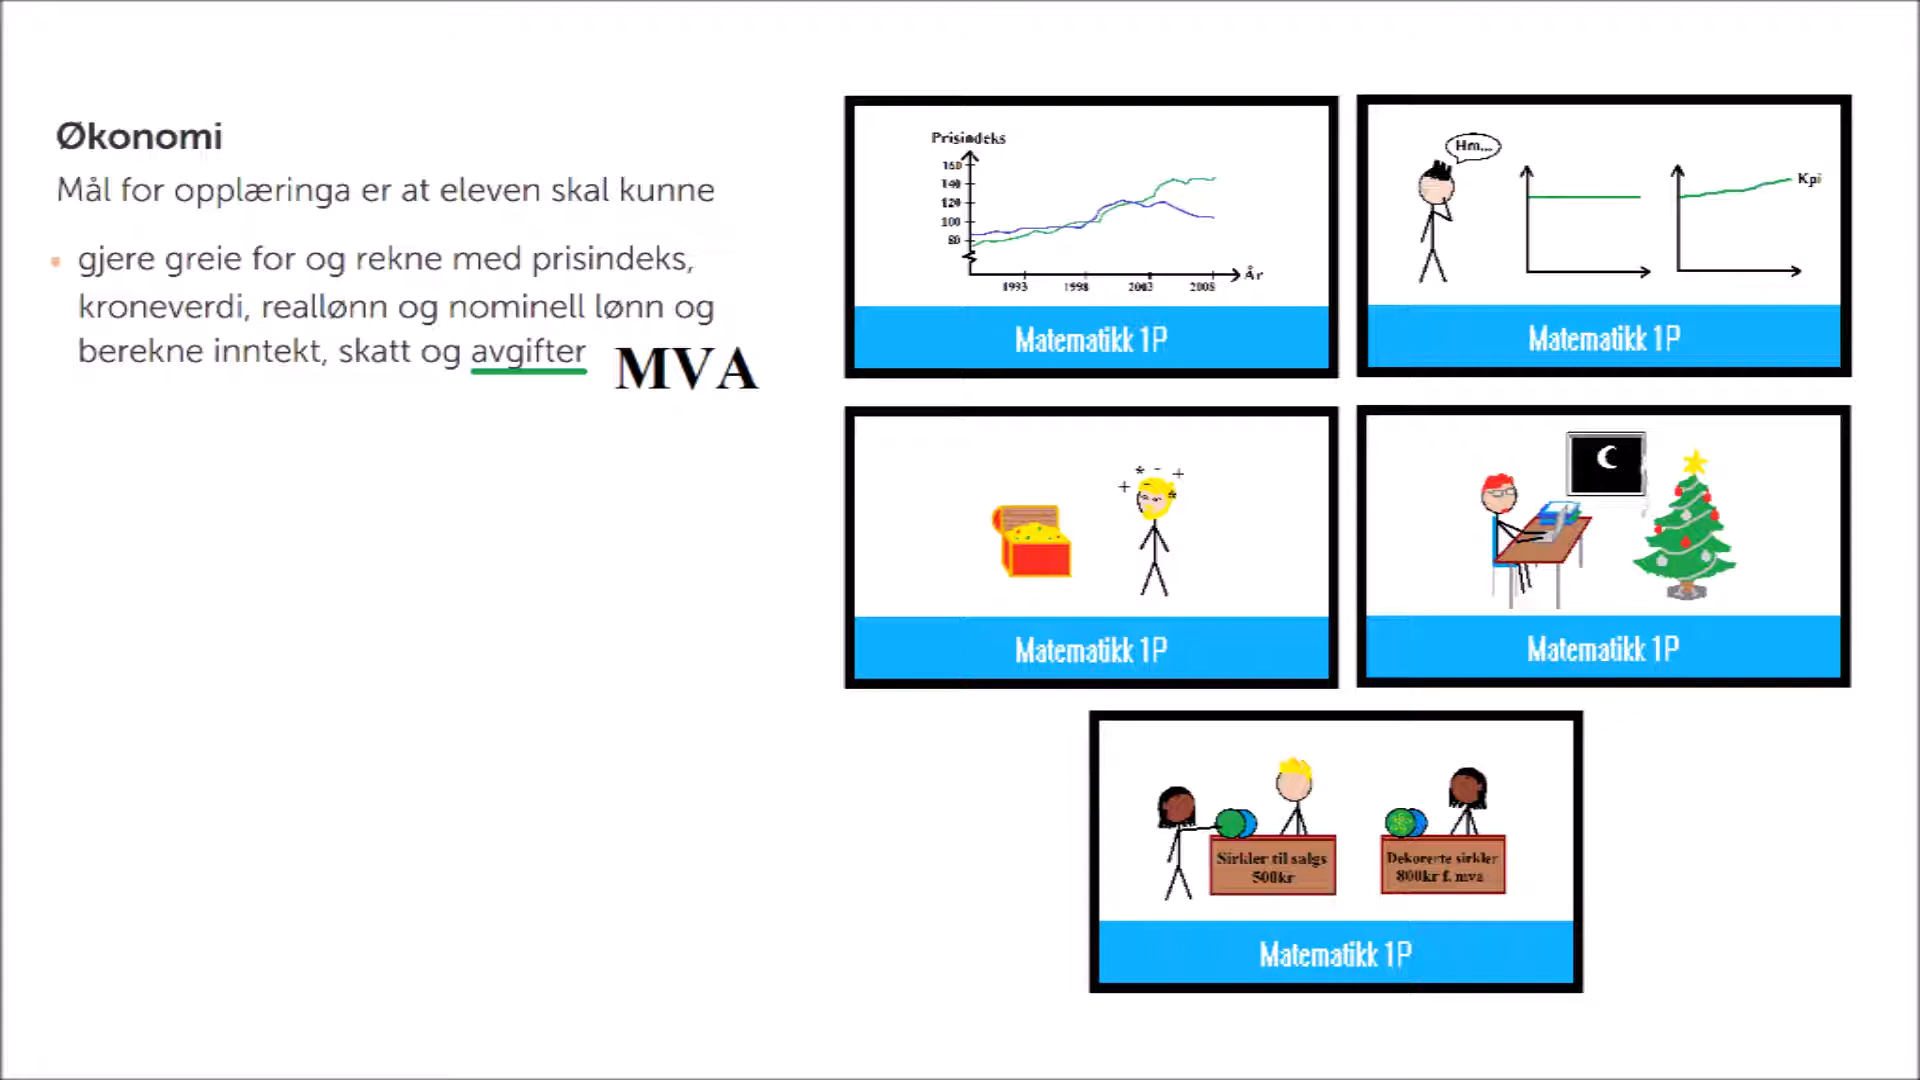 Økonomi
Mål for opplæringa er at eleven skal kunne
gjere greie for og rekne med prisindeks,
kroneverdi, reallønn og nominell lønn og
berekne inntekt, skatt og avgifter
MVA
Prisindeks
160
140
120
100
80
År
1993 1998 2003 2008
Matematikk 1P
Hm...
Kpi
Matematikk 1P
Matematikk 1P
Matematikk 1P
Sirkler til salgs
500kr
Dekorerte sirkler
800kr f. mva
Matematikk 1P